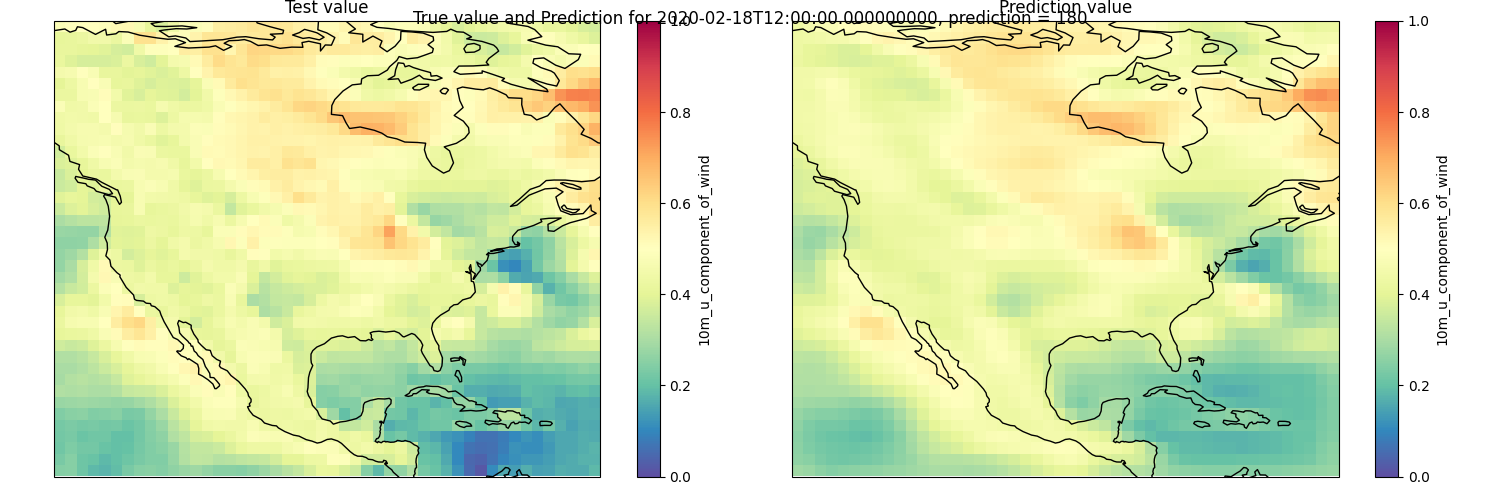 Test value
Prediction value
True value and Prediction for 2020-02-18T12:00:00.000000000, prediction = 180
1.0
0.8
0.6
0.4
0.2
0.0
10m_u_component_of_wind
1.0
0.8
0.6
0.4
0.2
0.0
10m_u_component_of_wind